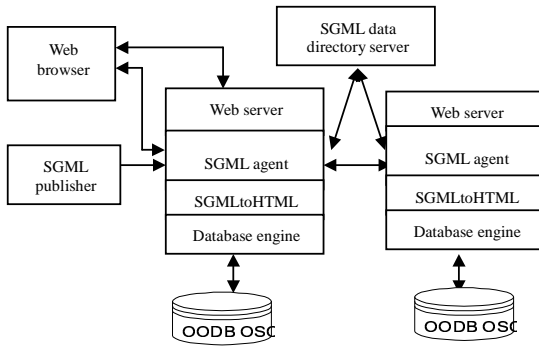 Web
browser
SGML data
directory server
Web server
SGML agent
SGMLtoHTML
Database engine
SGML
publisher
Web server
SGML agent
SGMLtoHTML
Database engine
OODB OSC
OODB OSC